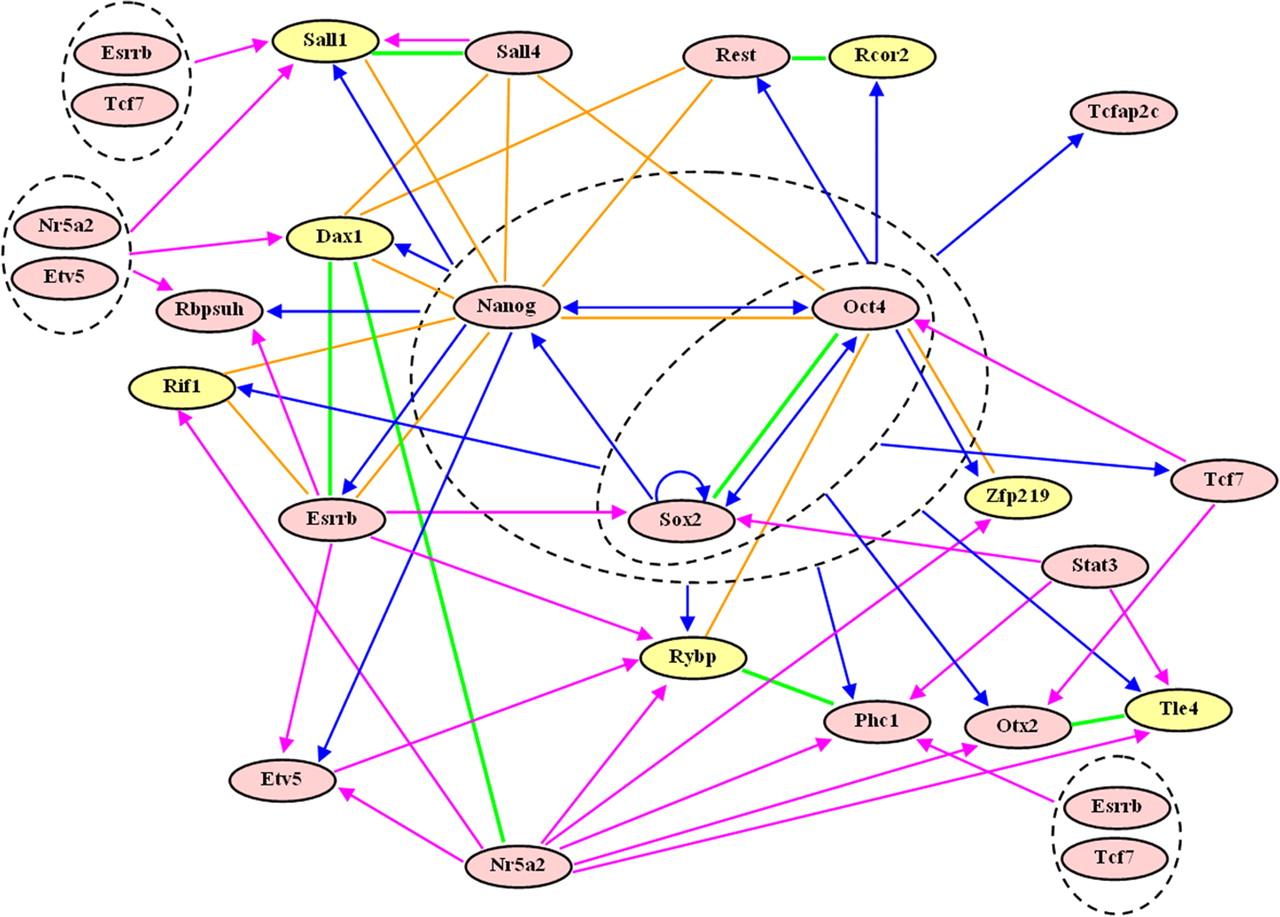 Esrrb
Sall1
Sall4
Rest
Rcor2
Tcf7
Tcfap2c
Nr5a2
Dax1
Etv5
Rbpsuh
Nanog
Oct4
Rif1
Tcf7
Zfp219
Esrrb
Sox2
Stat3
Rybp
Phc1
Otx2
Tle4
Etv5
Esrrb
Nr5a2
Tcf7